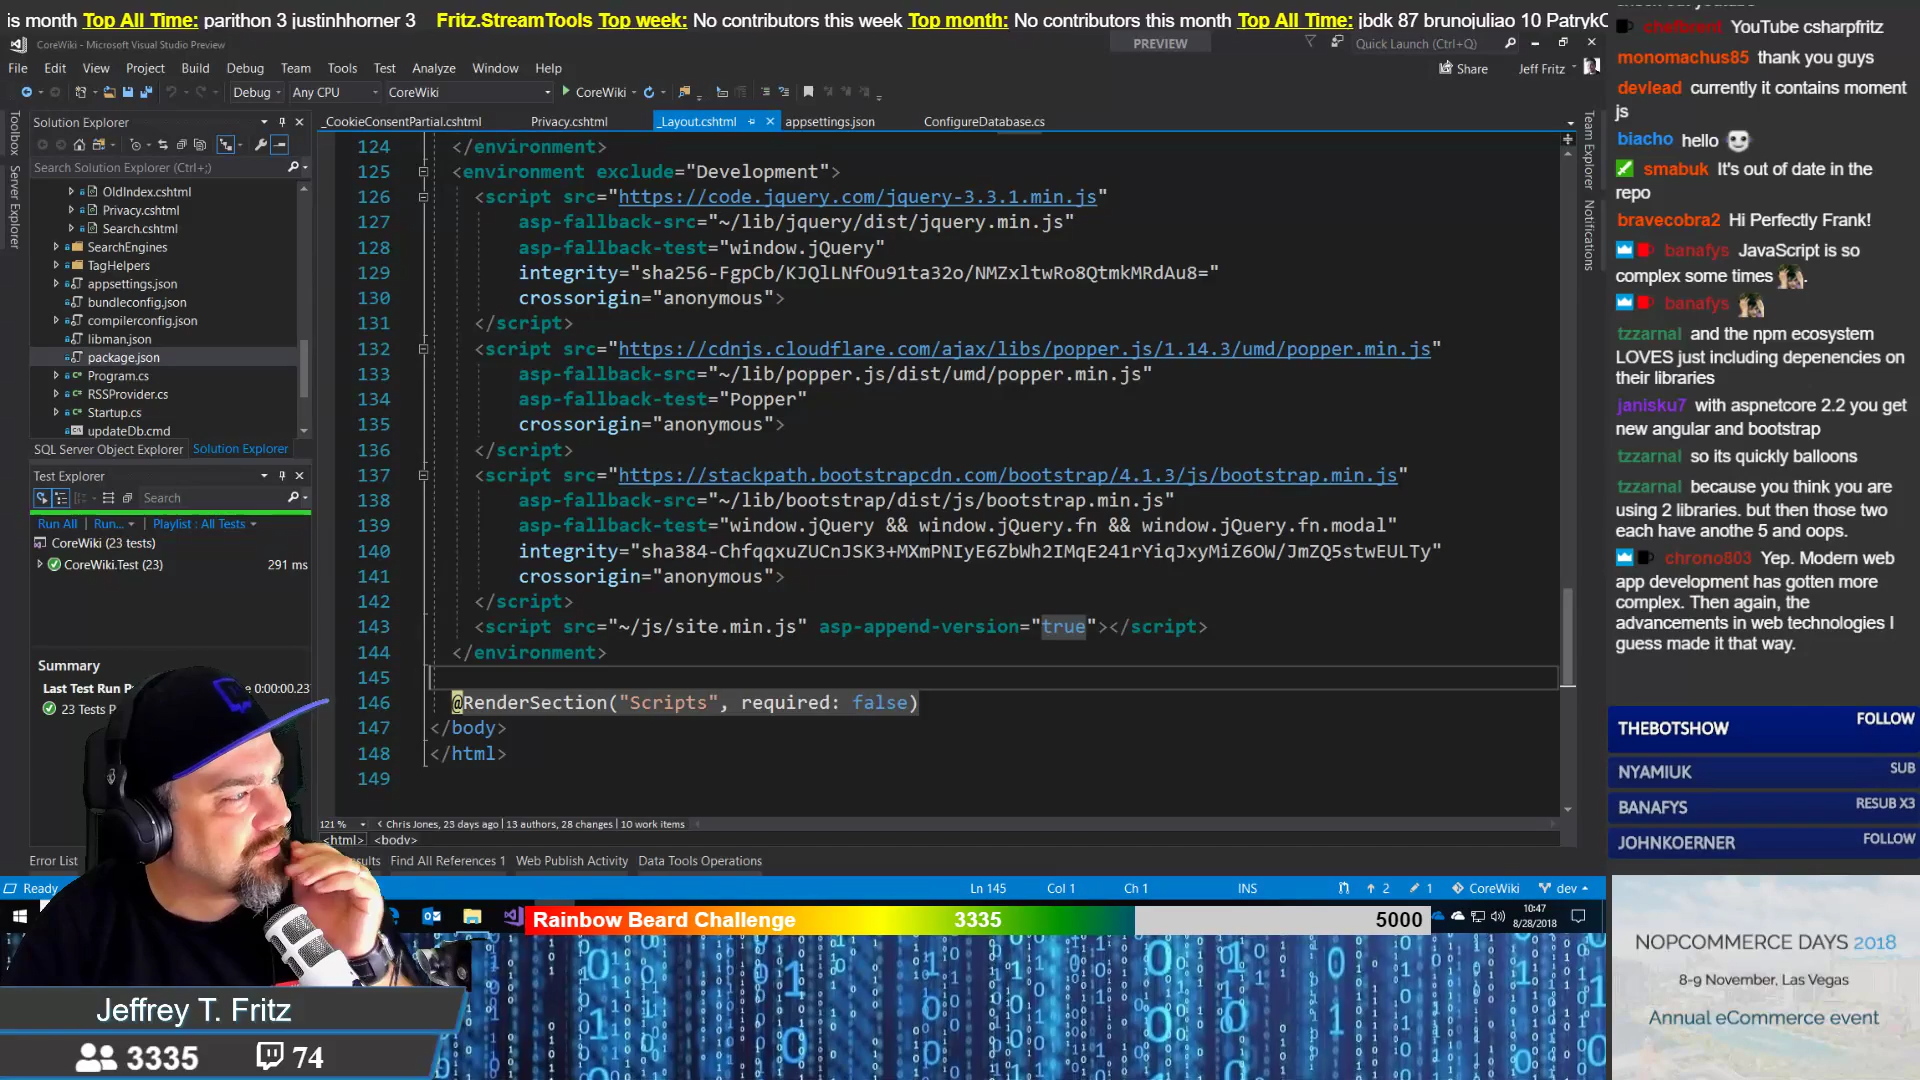 is month Top All Time: parithon 3 justinhhorner 3 Fritz.StreamTools Top week: No contributors this week Top month: No contributors this month Top All Time: jbdk 87 brunojuliao 10
CoreWiki - Microsoft Visual Studio Preview
PREVIEW
Quick Launch (Ctrl+Q)
File Edit View Project Build Debug Team Tools Test Analyze Window Help
Share
Jeff Fritz
Debug
Any CPU
CoreWiki
CoreWiki
Toolbox
Server Explorer
Solution Explorer
Search Solution Explorer (Ctrl+;)
OldIndex.cshtml
Privacy.cshtml
Search.cshtml
SearchEngines
TagHelpers
appsettings.json
bundleconfig.json
compilerconfig.json
libman.json
package.json
Program.cs
RSSProvider.cs
Startup.cs
updateDb.cmd
SQL Server Object Explorer Solution Explorer
Test Explorer
Search
Run All Run... Playlist : All Tests
CoreWiki (23 tests)
CoreWiki.Test (23) 291 ms
Summary
Last Test Run P
0:00:00.23
23 Tests P
_CookieConsentPartial.cshtml Privacy.cshtml _Layout.cshtml appsettings.json ConfigureDatabase.cs
124 </environment>
125 <environment exclude="Development">
126 <script src="https://code.jquery.com/jquery-3.3.1.min.js"
127 asp-fallback-src="~/lib/jquery/dist/jquery.min.js"
128 asp-fallback-test="window.jQuery"
129 integrity="sha256-FgpCb/KJQlLNfOu91ta32o/NMZxltwRo8QtmkMRdAu8="
130 crossorigin="anonymous">
131 </script>
132 <script src="https://cdnjs.cloudflare.com/ajax/libs/popper.js/1.14.3/umd/popper.min.js"
133 asp-fallback-src="~/lib/popper.js/dist/umd/popper.min.js"
134 asp-fallback-test="Popper"
135 crossorigin="anonymous">
136 </script>
137 <script src="https://stackpath.bootstrapcdn.com/bootstrap/4.1.3/js/bootstrap.min.js"
138 asp-fallback-src="~/lib/bootstrap/dist/js/bootstrap.min.js"
139 asp-fallback-test="window.jQuery && window.jQuery.fn && window.jQuery.fn.modal"
140 integrity="sha384-ChfqqxuZUCnJSK3+MXmPNIyE6ZbWh2IMqE241rYiqJxyMiZ6OW/JmZQ5stwEULTy"
141 crossorigin="anonymous">
142 </script>
143 <script src="~/js/site.min.js" asp-append-version="true"></script>
144 </environment>
145
146 @RenderSection("Scripts", required: false)
147 </body>
148 </html>
149
121 % Chris Jones, 23 days ago | 13 authors, 28 changes | 10 work items
<html> <body>
Error List
Find All References 1 Web Publish Activity Data Tools Operations
Ready Ln 145 Col 1 Ch 1 INS 2 1 CoreWiki dev
Team Explorer
Notifications
Rainbow Beard Challenge 3335 5000
10:47
8/28/2018
chefbrent YouTube csharpfritz
monomachus85 thank you guys
devlead currently it contains moment
js
biacho hello
smabuk It's out of date in the
repo
bravecobra2 Hi Perfectly Frank!
banafys JavaScript is so
complex some times .
banafys
tzzarnal and the npm ecosystem
LOVES just including depenencies on
their libraries
janisku7 with aspnetcore 2.2 you get
new angular and bootstrap
tzzarnal so its quickly balloons
tzzarnal because you think you are
using 2 libraries. but then those two
each have anothe 5 and oops.
chrono803 Yep. Modern web
app development has gotten more
complex. Then again, the
advancements in web technologies I
guess made it that way.
THEBOTSHOW FOLLOW
NYAMIUK SUB
BANAFYS RESUB X3
JOHNKOERNER FOLLOW
NOPCOMMERCE DAYS 2018
8-9 November, Las Vegas
Annual eCommerce event
Jeffrey T. Fritz
3335 74